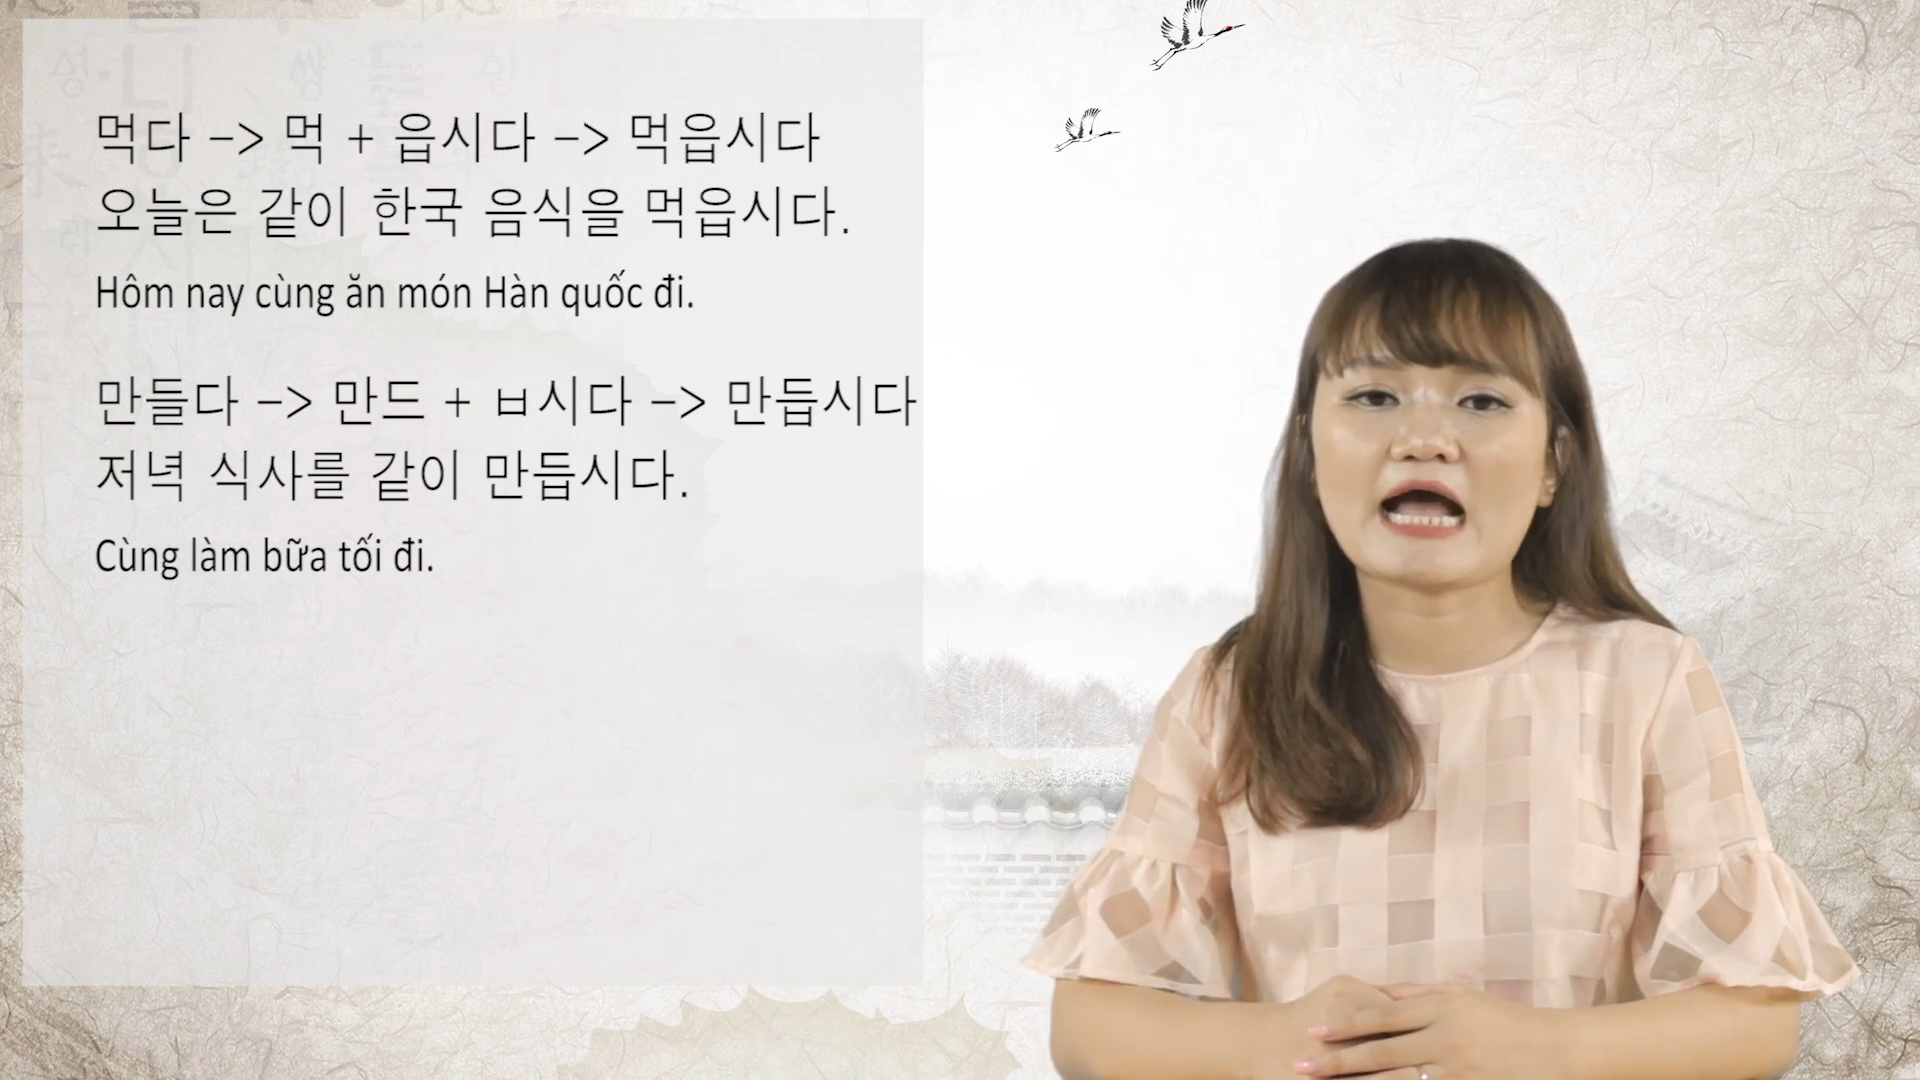 먹다 –> 먹 + 읍시다 –> 먹읍시다
오늘은 같이 한국 음식을 먹읍시다.
Hôm nay cùng ăn món Hàn quốc đi.
만들다 –> 만드 + ㅂ시다 –> 만듭시다
저녁 식사를 같이 만듭시다.
Cùng làm bữa tối đi.